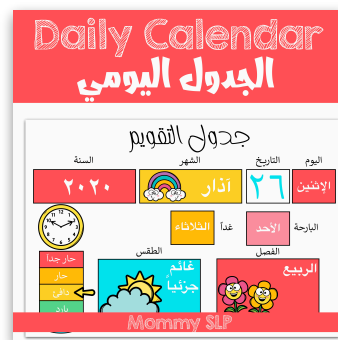 Daily Calendar
الجدول اليومي
جدول التقويم
اليوم التاريخ الشهر السنة
الإثنين ٢٦ آذار ٢٠٢٠
البارحة الأحد غداً الثلاثاء
الفصل الطقس
الربيع غائم جزئياً
حار جداً
حار
دافئ
بارد
Mommy SLP